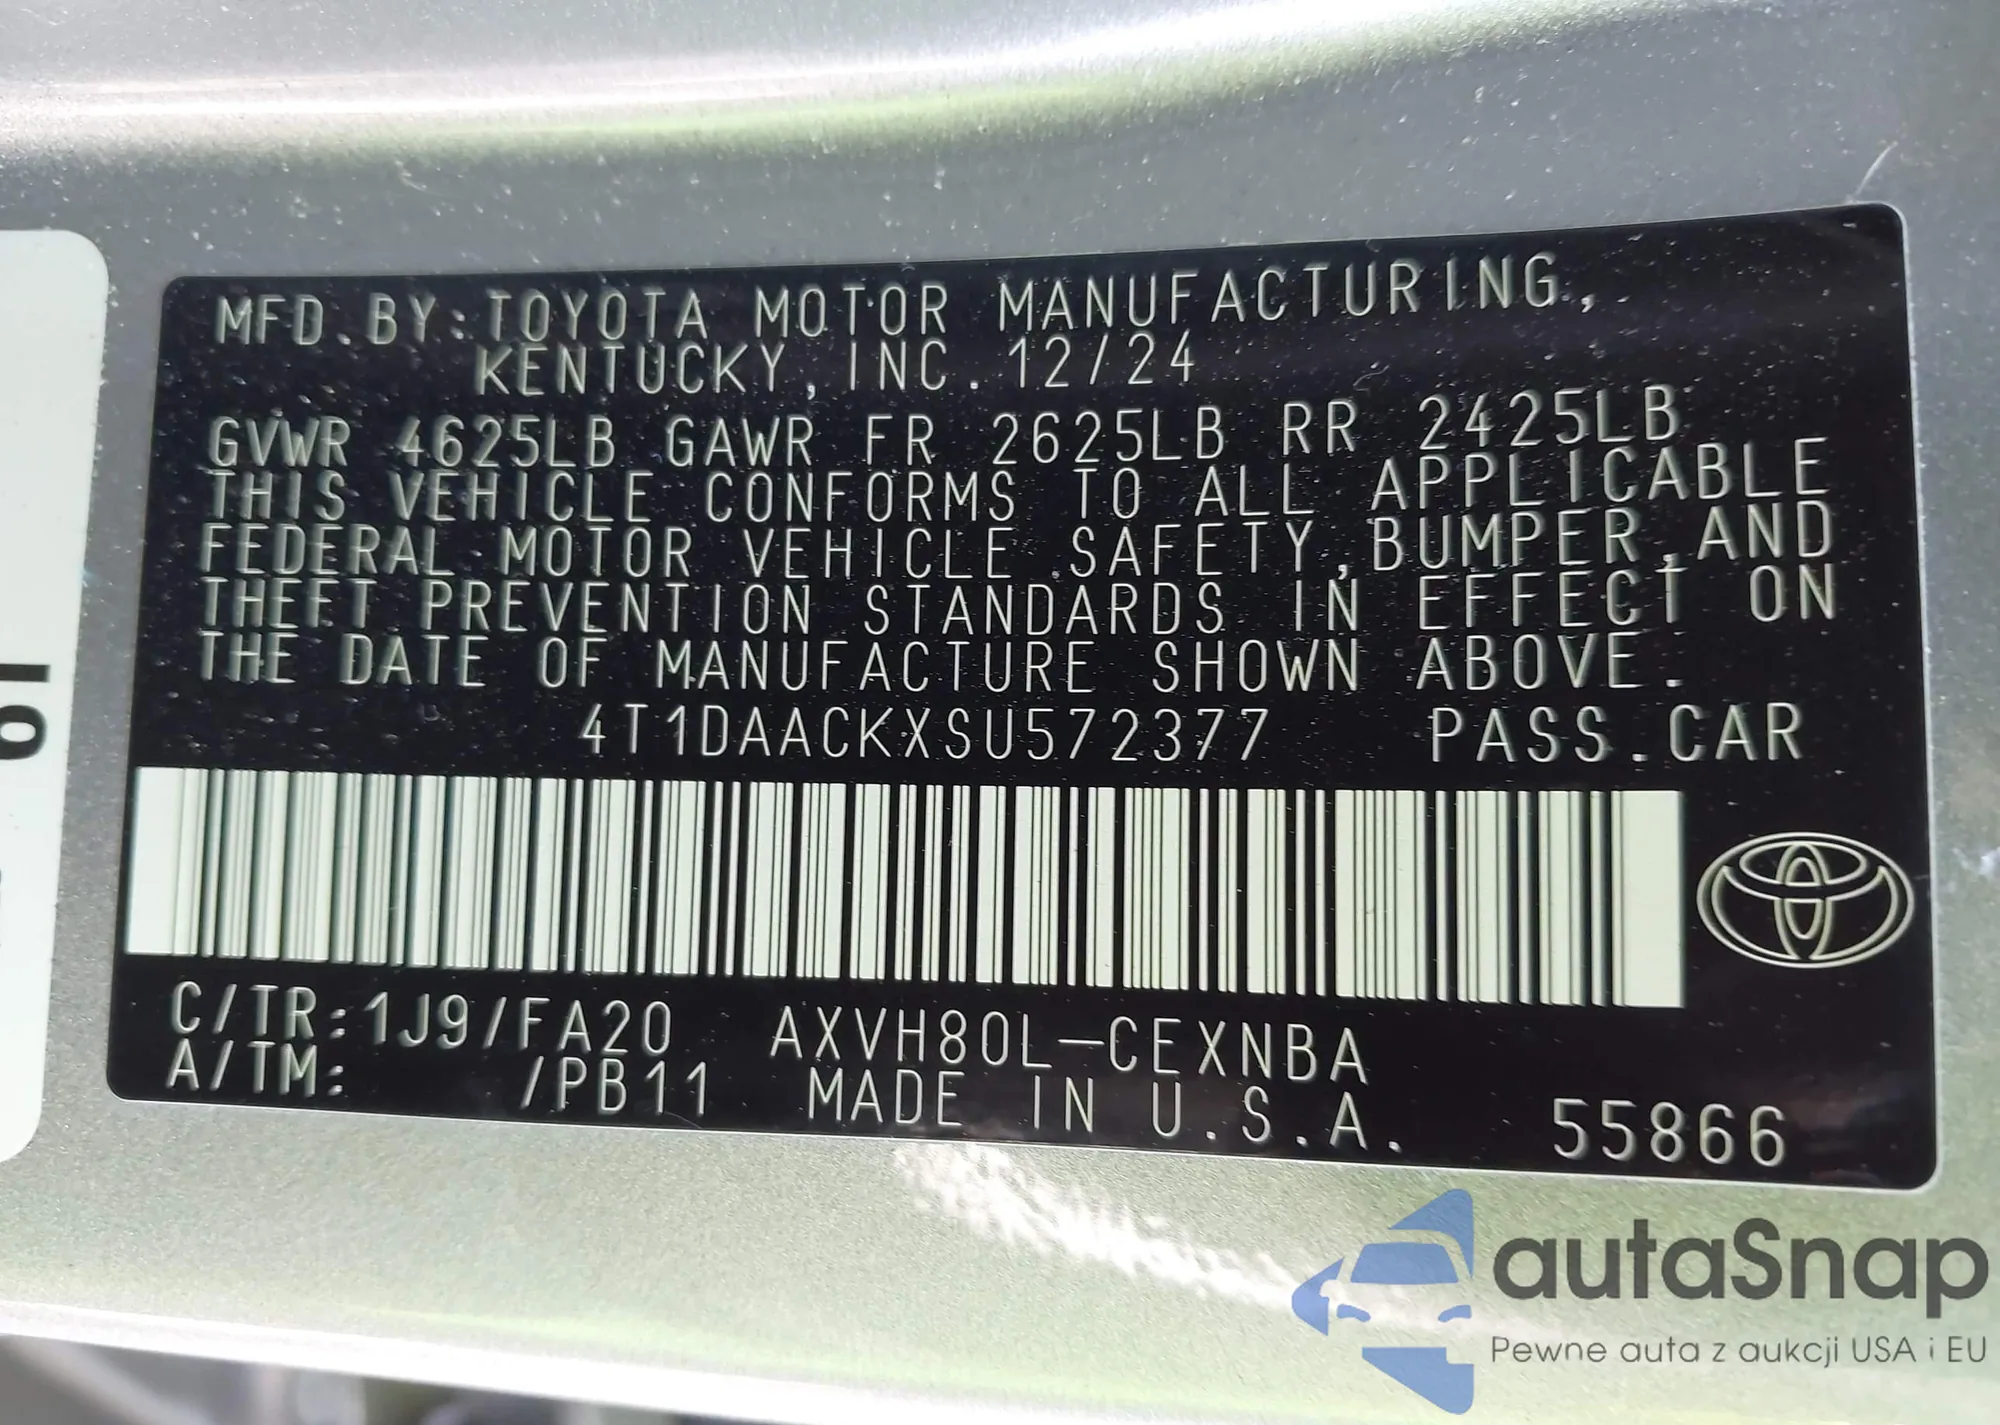 MFD.BY:TOYOTA MOTOR MANUFACTURING,
KENTUCKY,INC.12/24
GVWR 4625LB GAWR FR 2625LB RR 2425LB
THIS VEHICLE CONFORMS TO ALL APPLICABLE
FEDERAL MOTOR VEHICLE SAFETY,BUMPER,AND
THEFT PREVENTION STANDARDS IN EFFECT ON
THE DATE OF MANUFACTURE SHOWN ABOVE.
4T1DAACKXSU572377 PASS.CAR
C/TR:1J9/FA20 AXVH80L-CEXNBA
A/TM: /PB11 MADE IN U.S.A. 55866
autaSnap
Pewne auta z aukcji USA i EU